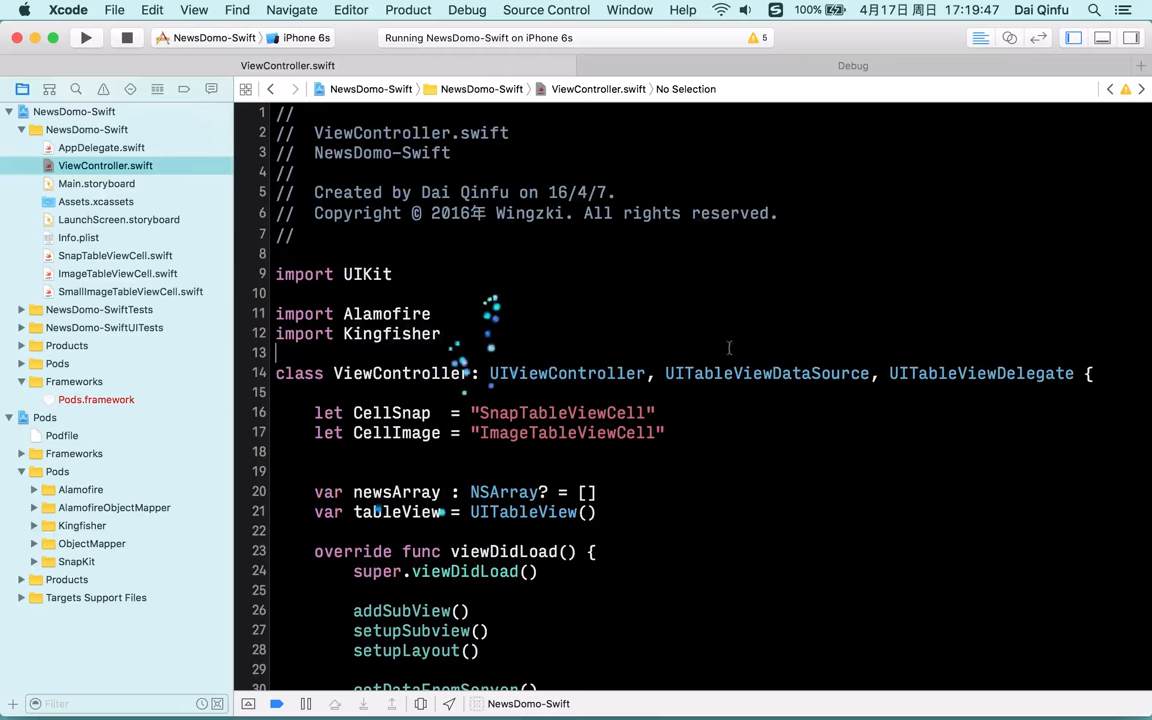 Xcode File Edit View Find Navigate Editor Product Debug Source Control Window Help 100% 4月17日 周日 17:19:47 Dai Qinfu
NewsDomo-Swift iPhone 6s Running NewsDomo-Swift on iPhone 6s 5
ViewController.swift Debug
NewsDomo-Swift NewsDomo-Swift ViewController.swift No Selection
NewsDomo-Swift
NewsDomo-Swift
AppDelegate.swift
ViewController.swift
Main.storyboard
Assets.xcassets
LaunchScreen.storyboard
Info.plist
SnapTableViewCell.swift
ImageTableViewCell.swift
SmallImageTableViewCell.swift
NewsDomo-SwiftTests
NewsDomo-SwiftUITests
Products
Pods
Frameworks
Pods.framework
Pods
Podfile
Frameworks
Pods
Alamofire
AlamofireObjectMapper
Kingfisher
ObjectMapper
SnapKit
Products
Targets Support Files
Filter
1 //
2 // ViewController.swift
3 // NewsDomo-Swift
4 //
5 // Created by Dai Qinfu on 16/4/7.
6 // Copyright © 2016年 Wingzki. All rights reserved.
7 //
8
9 import UIKit
10
11 import Alamofire
12 import Kingfisher
13
14 class ViewController: UIViewController, UITableViewDataSource, UITableViewDelegate {
15
16 let CellSnap = "SnapTableViewCell"
17 let CellImage = "ImageTableViewCell"
18
19
20 var newsArray : NSArray? = []
21 var tableView = UITableView()
22
23 override func viewDidLoad() {
24 super.viewDidLoad()
25
26 addSubView()
27 setupSubview()
28 setupLayout()
29
30 getDataFromServer()
NewsDomo-Swift